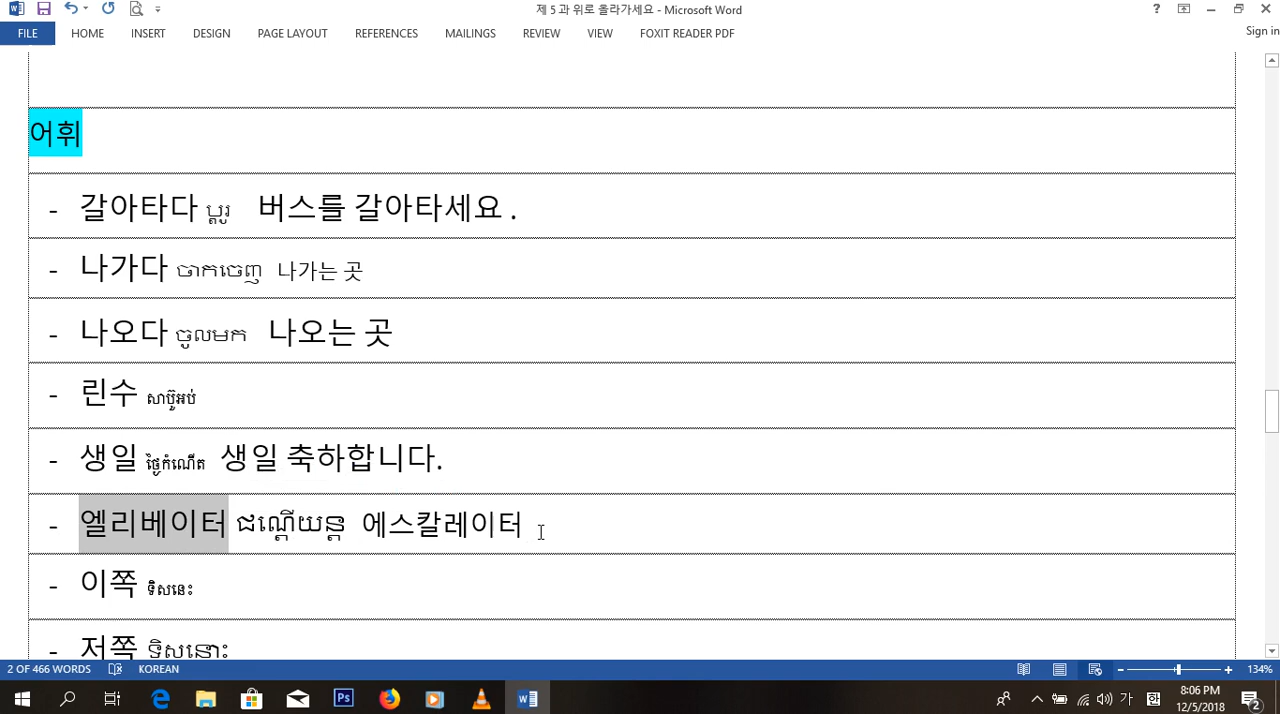 제 5 과 위로 올라가세요 - Microsoft Word
?
Sign in
FILE HOME INSERT DESIGN PAGE LAYOUT REFERENCES MAILINGS REVIEW VIEW FOXIT READER PDF
어휘
- 갈아타다 ប្តូរ 버스를 갈아타세요 .
- 나가다 ចាកចេញ 나가는 곳
- 나오다 ចូលមក 나오는 곳
- 린수 សាប៊ូអប់
- 생일 ថ្ងៃកំណើត 생일 축하합니다.
- 엘리베이터 ជណ្តើយន្ត 에스칼레이터
- 이쪽 ទិសនេះ
- 저쪽 ទិសនោះ
2 OF 466 WORDS KOREAN 134%
가 한 8:06 PM
12/5/2018 2